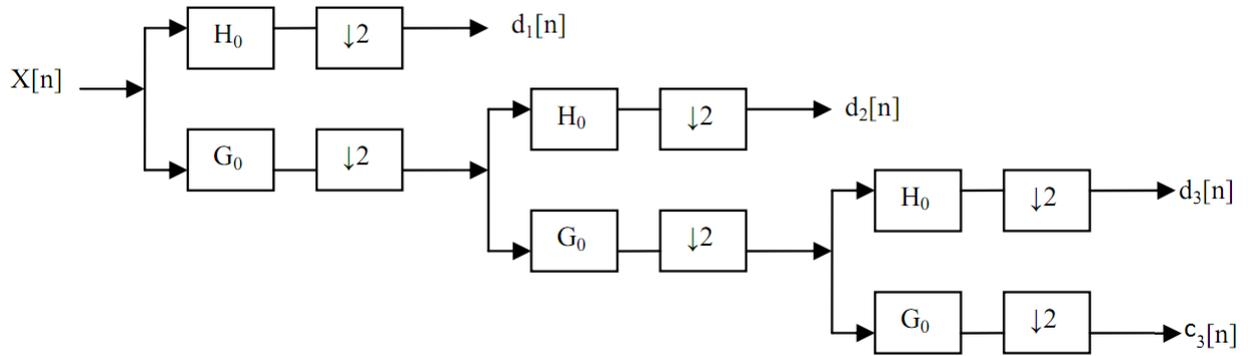 H₀ ↓2 d₁[n]
X[n]
G₀ ↓2
H₀ ↓2 d₂[n]
G₀ ↓2
H₀ ↓2 d₃[n]
G₀ ↓2 c₃[n]